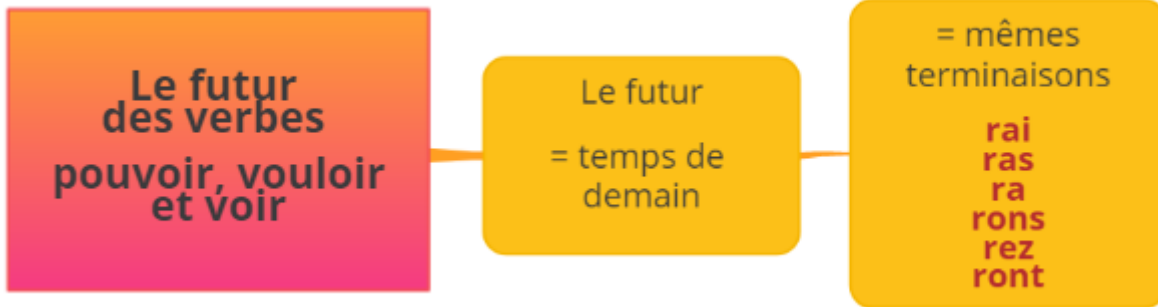 Le futur
des verbes
pouvoir, vouloir
et voir
Le futur
= temps de
demain
= mêmes
terminaisons
rai
ras
ra
rons
rez
ront